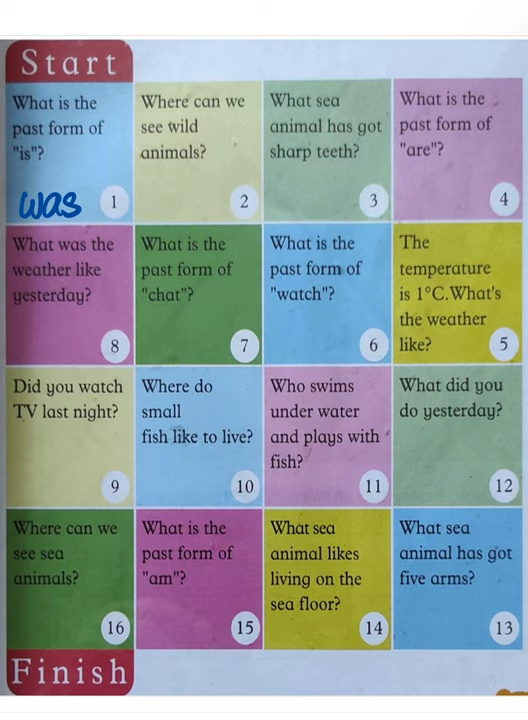 Start
What is the
past form of
"is"?
was
1
Where can we
see wild
animals?
2
What sea
animal has got
sharp teeth?
3
What is the
past form of
"are"?
4
What was the
weather like
yesterday?
8
What is the
past form of
"chat"?
7
What is the
past form of
"watch"?
6
The
temperature
is 1°C.What's
the weather
like?
5
Did you watch
TV last night?
9
Where do
small
fish like to live?
10
Who swims
under water
and plays with
fish?
11
What did you
do yesterday?
12
Where can we
see sea
animals?
16
What is the
past form of
"am"?
15
What sea
animal likes
living on the
sea floor?
14
What sea
animal has got
five arms?
13
Finish